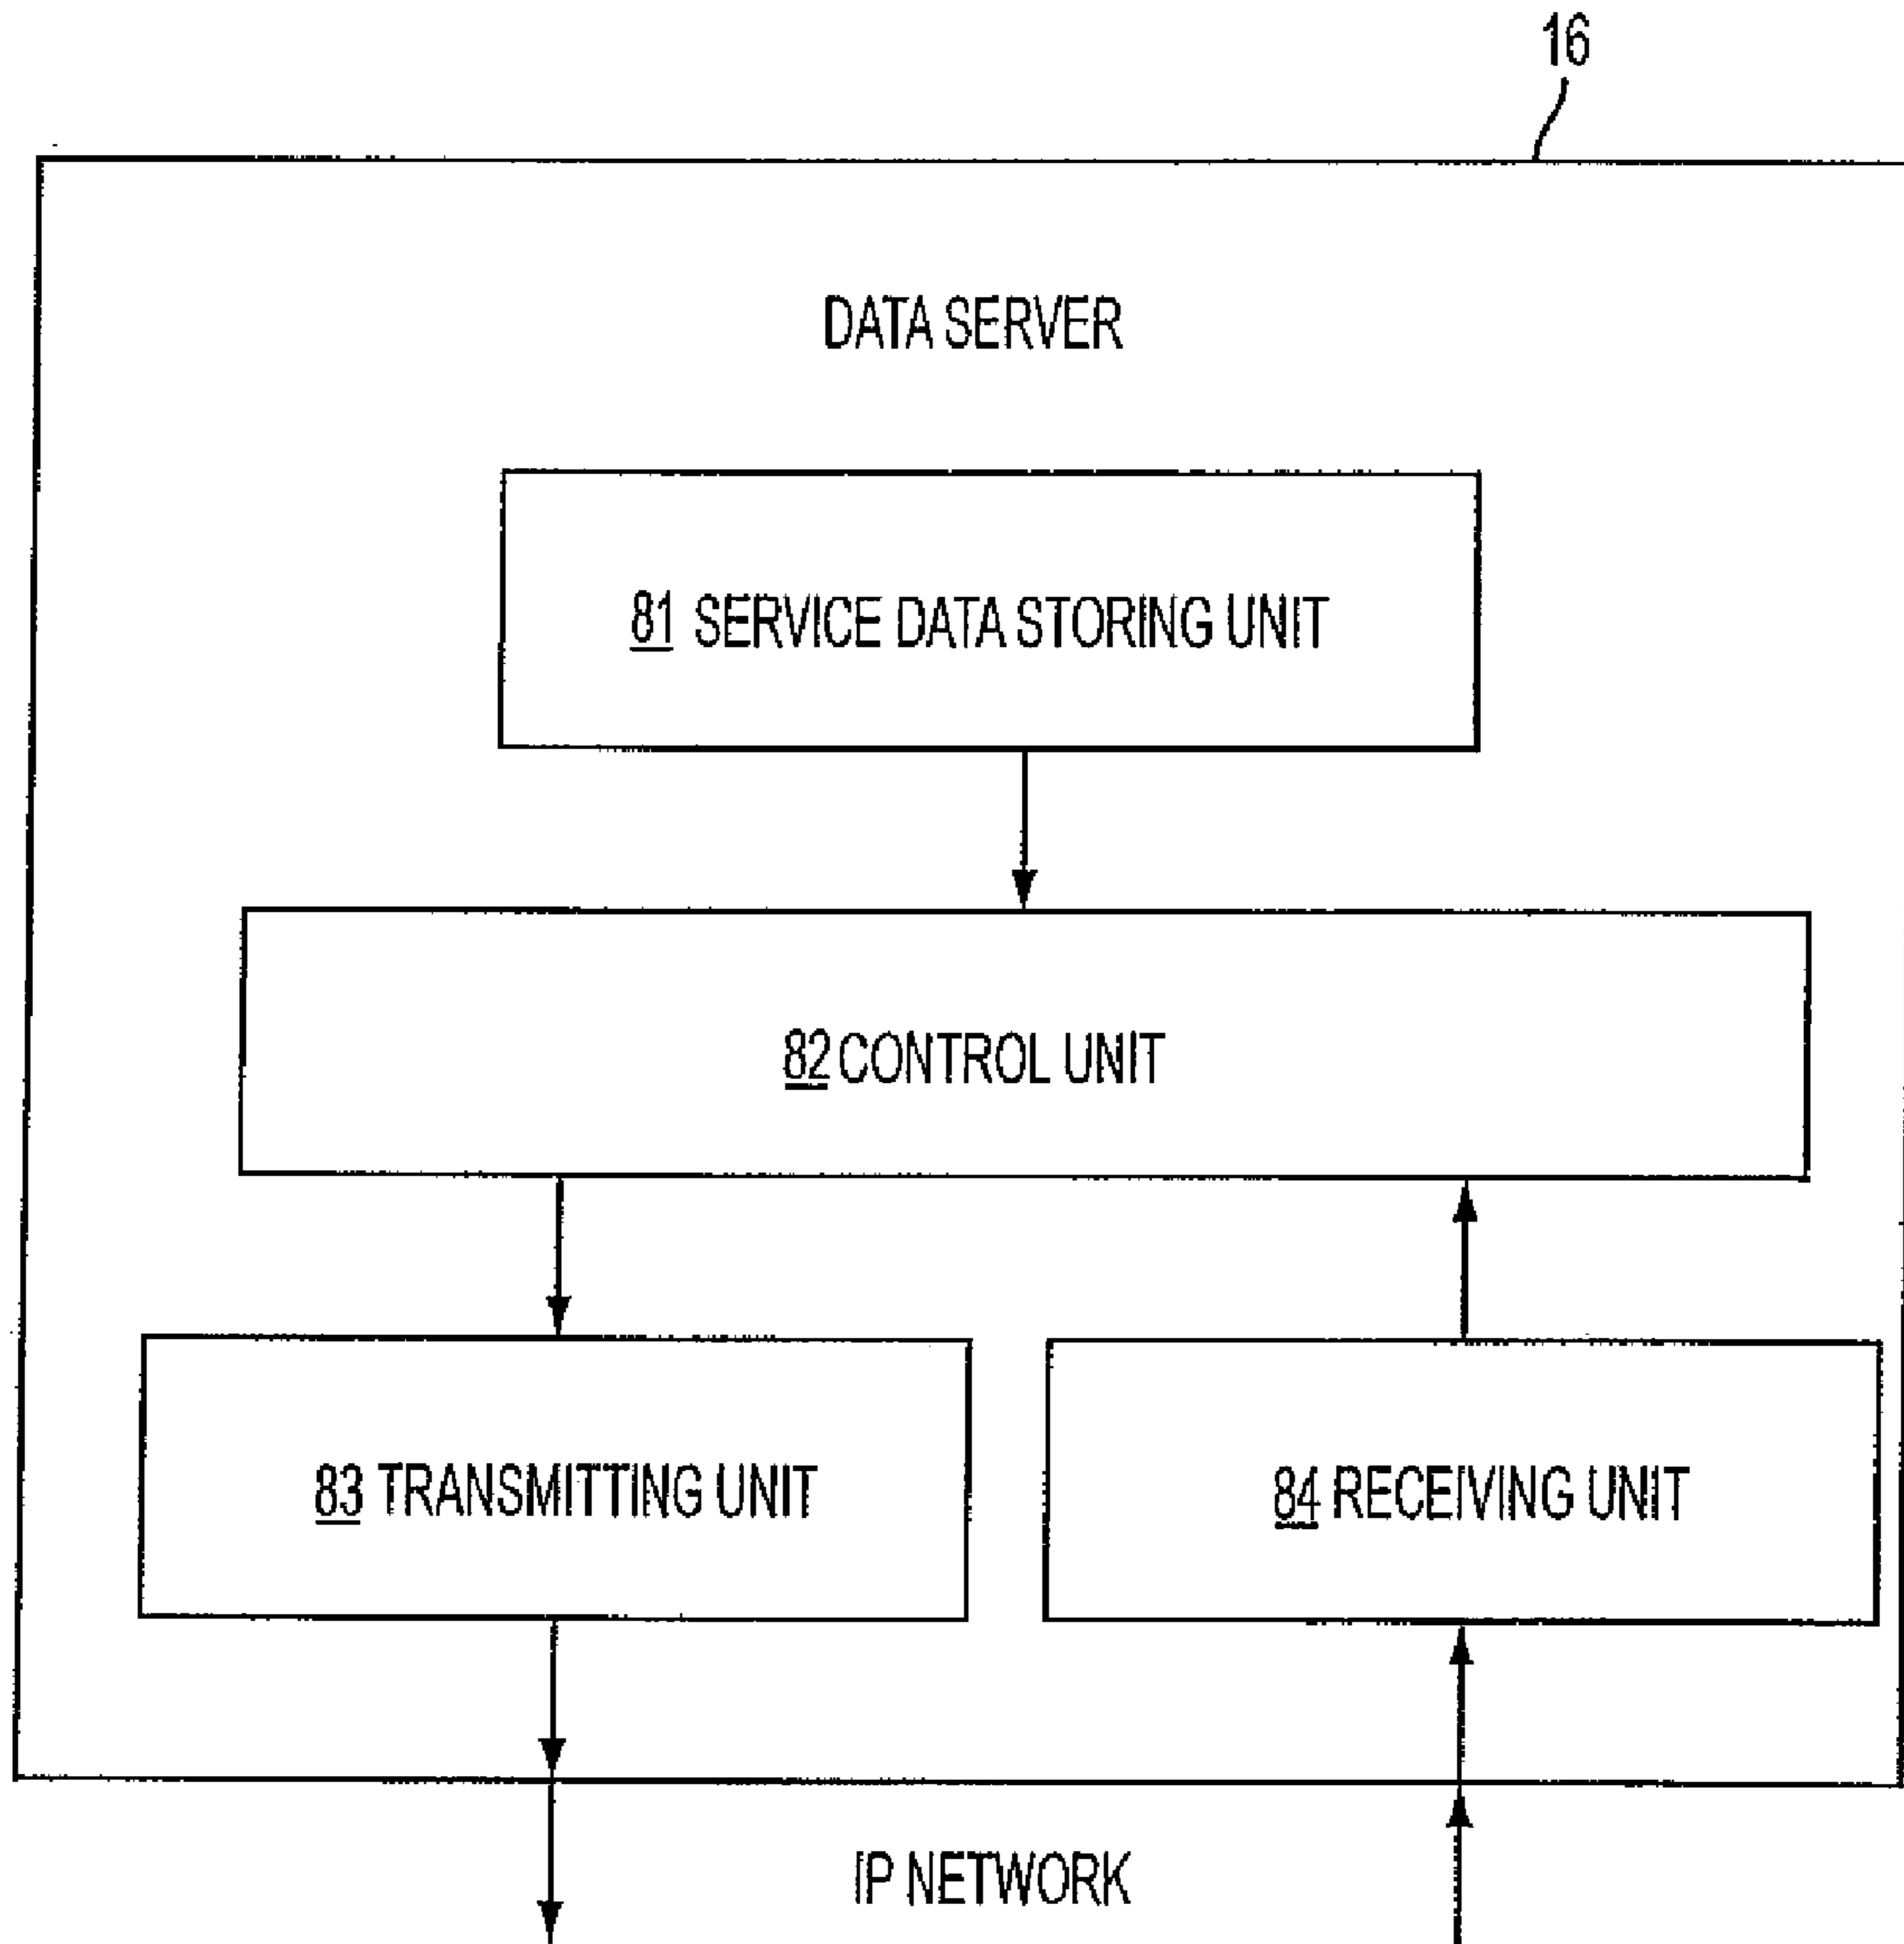 16
DATA SERVER
81 SERVICE DATA STORING UNIT
82 CONTROL UNIT
83 TRANSMITTING UNIT
84 RECEIVING UNIT
IP NETWORK